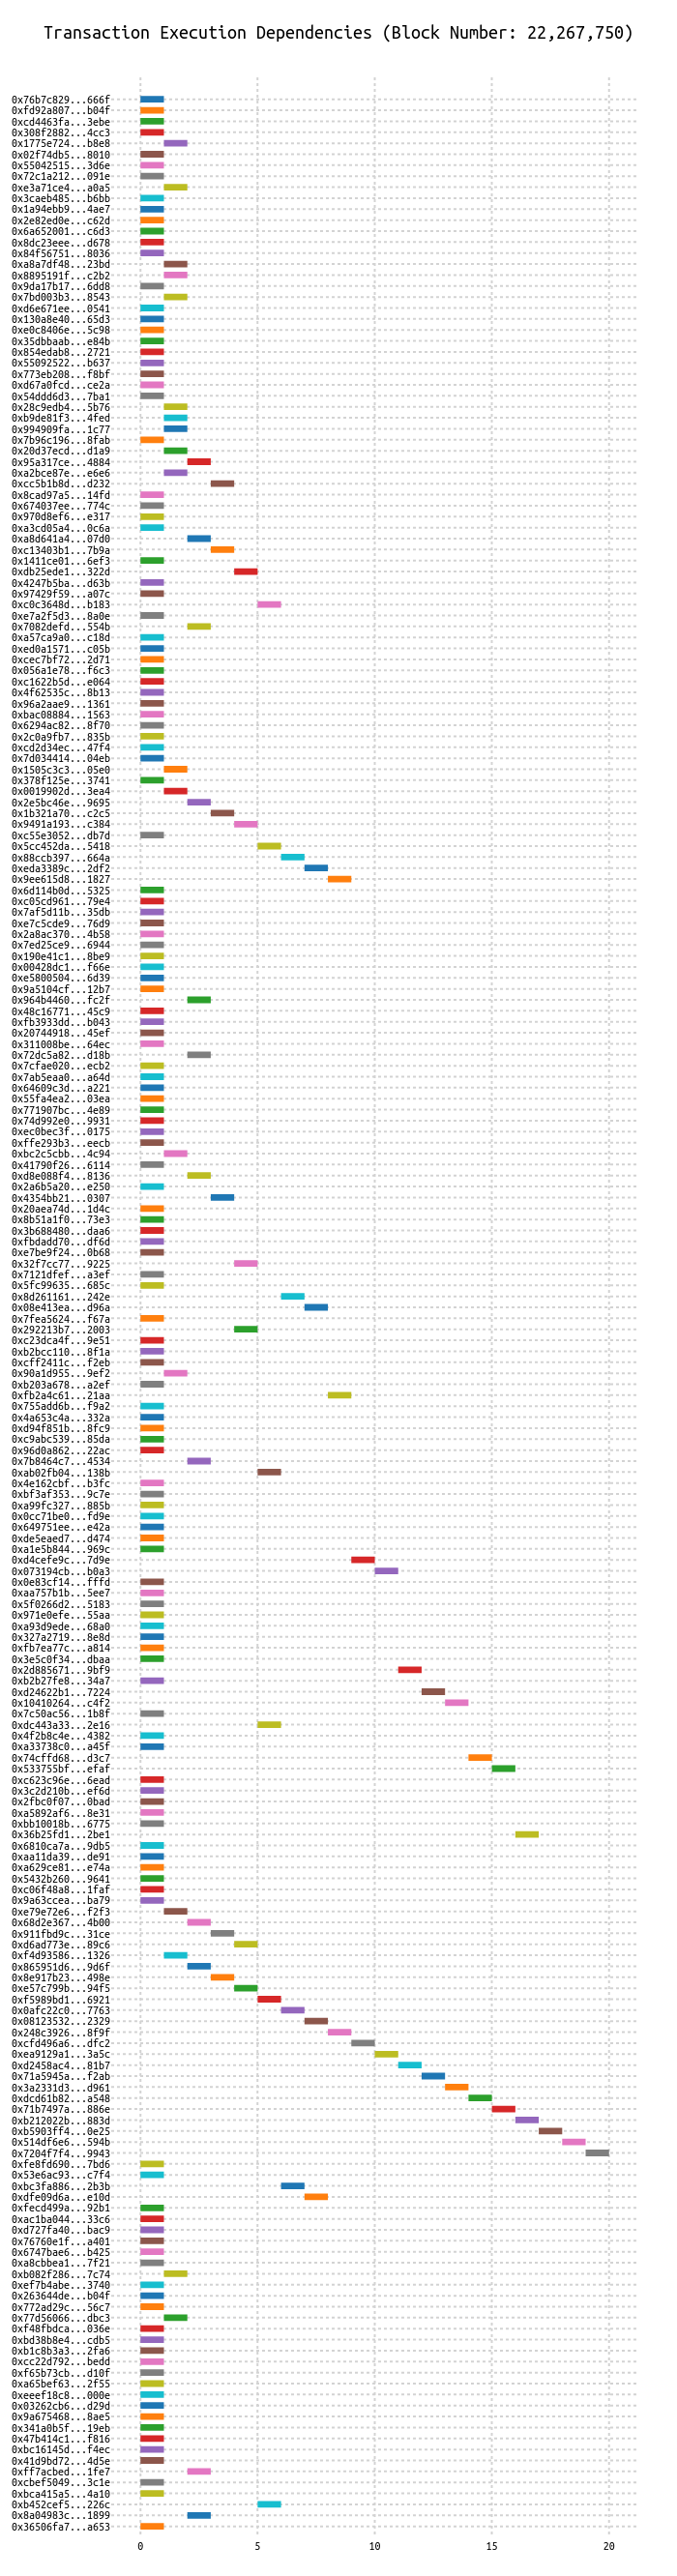 Transaction Execution Dependencies (Block Number: 22,267,750)
0x76b7c829...666f
0xfd92a807...b04f
0xcd4463fa...3ebe
0x308f2882...4cc3
0x1775e724...b8e8
0x02f74db5...8010
0x55042515...3d6e
0x72c1a212...091e
0xe3a71ce4...a0a5
0x3caeb485...b6bb
0x1a94ebb9...4ae7
0x2e82ed0e...c62d
0x6a652001...c6d3
0x8dc23eee...d678
0x84f56751...8036
0xa8a7df48...23bd
0x8895191f...c2b2
0x9da17b17...6dd8
0x7bd003b3...8543
0xd6e671ee...0541
0x130a8e40...65d3
0xe0c8406e...5c98
0x35dbbaab...e84b
0x854edab8...2721
0x55092522...b637
0x773eb208...f8bf
0xd67a0fcd...ce2a
0x54ddd6d3...7ba1
0x28c9edb4...5b76
0xb9de81f3...4fed
0x994909fa...1c77
0x7b96c196...8fab
0x20d37ecd...d1a9
0x95a317ce...4884
0xa2bce87e...e6e6
0xcc5b1b8d...d232
0x8cad97a5...14fd
0x674037ee...774c
0x970d8ef6...e317
0xa3cd05a4...0c6a
0xa8d641a4...07d0
0xc13403b1...7b9a
0x1411ce01...6ef3
0xdb25ede1...322d
0x4247b5ba...d63b
0x97429f59...a07c
0xc0c3648d...b183
0xe7a2f5d3...8a0e
0x7082defd...554b
0xa57ca9a0...c18d
0xed0a1571...c05b
0xcec7bf72...2d71
0x056a1e78...f6c3
0xc1622b5d...e064
0x4f62535c...8b13
0x96a2aae9...1361
0xbac08884...1563
0x6294ac82...8f70
0x2c0a9fb7...835b
0xcd2d34ec...47f4
0x7d034414...04eb
0x1505c3c3...05e0
0x378f125e...3741
0x0019902d...3ea4
0x2e5bc46e...9695
0x1b321a70...c2c5
0x9491a193...c384
0xc55e3052...db7d
0x5cc452da...5418
0x88ccb397...664a
0xeda3389c...2df2
0x9ee615d8...1827
0x6d114b0d...5325
0xc05cd961...79e4
0x7af5d11b...35db
0xe7c5cde9...76d9
0x2a8ac370...4b58
0x7ed25ce9...6944
0x190e41c1...8be9
0x00428dc1...f66e
0xe5800504...6d39
0x9a5104cf...12b7
0x964b4460...fc2f
0x48c16771...45c9
0xfb3933dd...b043
0x20744918...45ef
0x311008be...64ec
0x72dc5a82...d18b
0x7cfae020...ecb2
0x7ab5eaa0...a64d
0x64609c3d...a221
0x55fa4ea2...03ea
0x771907bc...4e89
0x74d992e0...9931
0xec0bec3f...0175
0xffe293b3...eecb
0xbc2c5cbb...4c94
0x41790f26...6114
0xd8e088f4...8136
0x2a6b5a20...e250
0x4354bb21...0307
0x20aea74d...1d4c
0x8b51a1f0...73e3
0x3b688480...daa6
0xfbdadd70...df6d
0xe7be9f24...0b68
0x32f7cc77...9225
0x7121dfef...a3ef
0x5fc99635...685c
0x8d261161...242e
0x08e413ea...d96a
0x7fea5624...f67a
0x292213b7...2003
0xc23dca4f...9e51
0xb2bcc110...8f1a
0xcff2411c...f2eb
0x90a1d955...9ef2
0xb203a678...a2ef
0xfb2a4c61...21aa
0x755add6b...f9a2
0x4a653c4a...332a
0xd94f851b...8fc9
0xc9abc539...85da
0x96d0a862...22ac
0x7b8464c7...4534
0xab02fb04...138b
0x4e162cbf...b3fc
0xbf3af353...9c7e
0xa99fc327...885b
0x0cc71be0...fd9e
0x649751ee...e42a
0xde5eaed7...d474
0xa1e5b844...969c
0xd4cefe9c...7d9e
0x073194cb...b0a3
0x0e83cf14...fffd
0xaa757b1b...5ee7
0x5f0266d2...5183
0x971e0efe...55aa
0xa93d9ede...68a0
0x327a2719...8e8d
0xfb7ea77c...a814
0x3e5c0f34...dbaa
0x2d885671...9bf9
0xb2b27fe8...34a7
0xd24622b1...7224
0x10410264...c4f2
0x7c50ac56...1b8f
0xdc443a33...2e16
0x4f2b8c4e...4382
0xa33738c0...a45f
0x74cffd68...d3c7
0x533755bf...efaf
0xc623c96e...6ead
0x3c2d210b...ef6d
0x2fbc0f07...0bad
0xa5892af6...8e31
0xbb10018b...6775
0x36b25fd1...2be1
0x6810ca7a...9db5
0xaa11da39...de91
0xa629ce81...e74a
0x5432b260...9641
0xc06f48a8...1faf
0x9a63ccea...ba79
0xe79e72e6...f2f3
0x68d2e367...4b00
0x911fbd9c...31ce
0xd6ad773e...89c6
0xf4d93586...1326
0x865951d6...9d6f
0x8e917b23...498e
0xe57c799b...94f5
0xf5989bd1...6921
0x0afc22c0...7763
0x08123532...2329
0x248c3926...8f9f
0xcfd496a6...dfc2
0xea9129a1...3a5c
0xd2458ac4...81b7
0x71a5945a...f2ab
0x3a2331d3...d961
0xdcd61b82...a548
0x71b7497a...886e
0xb212022b...883d
0xb5903ff4...0e25
0x514df6e6...594b
0x7204f7f4...9943
0xfe8fd690...7bd6
0x53e6ac93...c7f4
0xbc3fa886...2b3b
0xdfe09d6a...e10d
0xfecd499a...92b1
0xac1ba044...33c6
0xd727fa40...bac9
0x76760e1f...a401
0x6747bae6...b425
0xa8cbbea1...7f21
0xb082f286...7c74
0xef7b4abe...3740
0x263644de...b04f
0x772ad29c...56c7
0x77d56066...dbc3
0xf48fbdca...036e
0xbd38b8e4...cdb5
0xb1c8b3a3...2fa6
0xcc22d792...bedd
0xf65b73cb...d10f
0xa65bef63...2f55
0xeeef18c8...000e
0x03262cb6...d29d
0x9a675468...8ae5
0x341a0b5f...19eb
0x47b414c1...f816
0xbc16145d...f4ec
0x41d9bd72...4d5e
0xff7acbed...1fe7
0xcbef5049...3c1e
0xbca415a5...4a10
0xb452cef5...226c
0x8a04983c...1899
0x36506fa7...a653
0 5 10 15 20